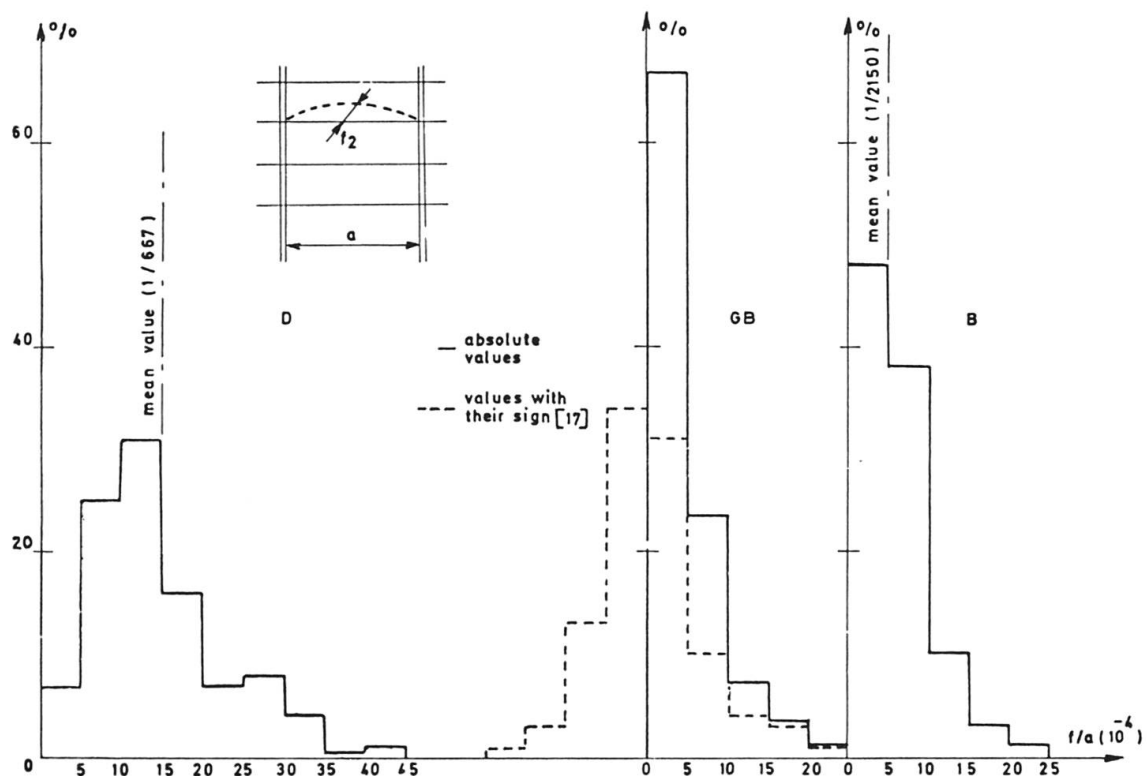 %
%
%
60
40
20
0
f2
a
mean value (1/667)
D
absolute
values
values with
their sign [17]
GB
mean value (1/2150)
B
0 5 10 15 20 25 30 35 40 45
0 5 10 15 20
0 5 10 15 20 25
f/a (10⁻⁴)